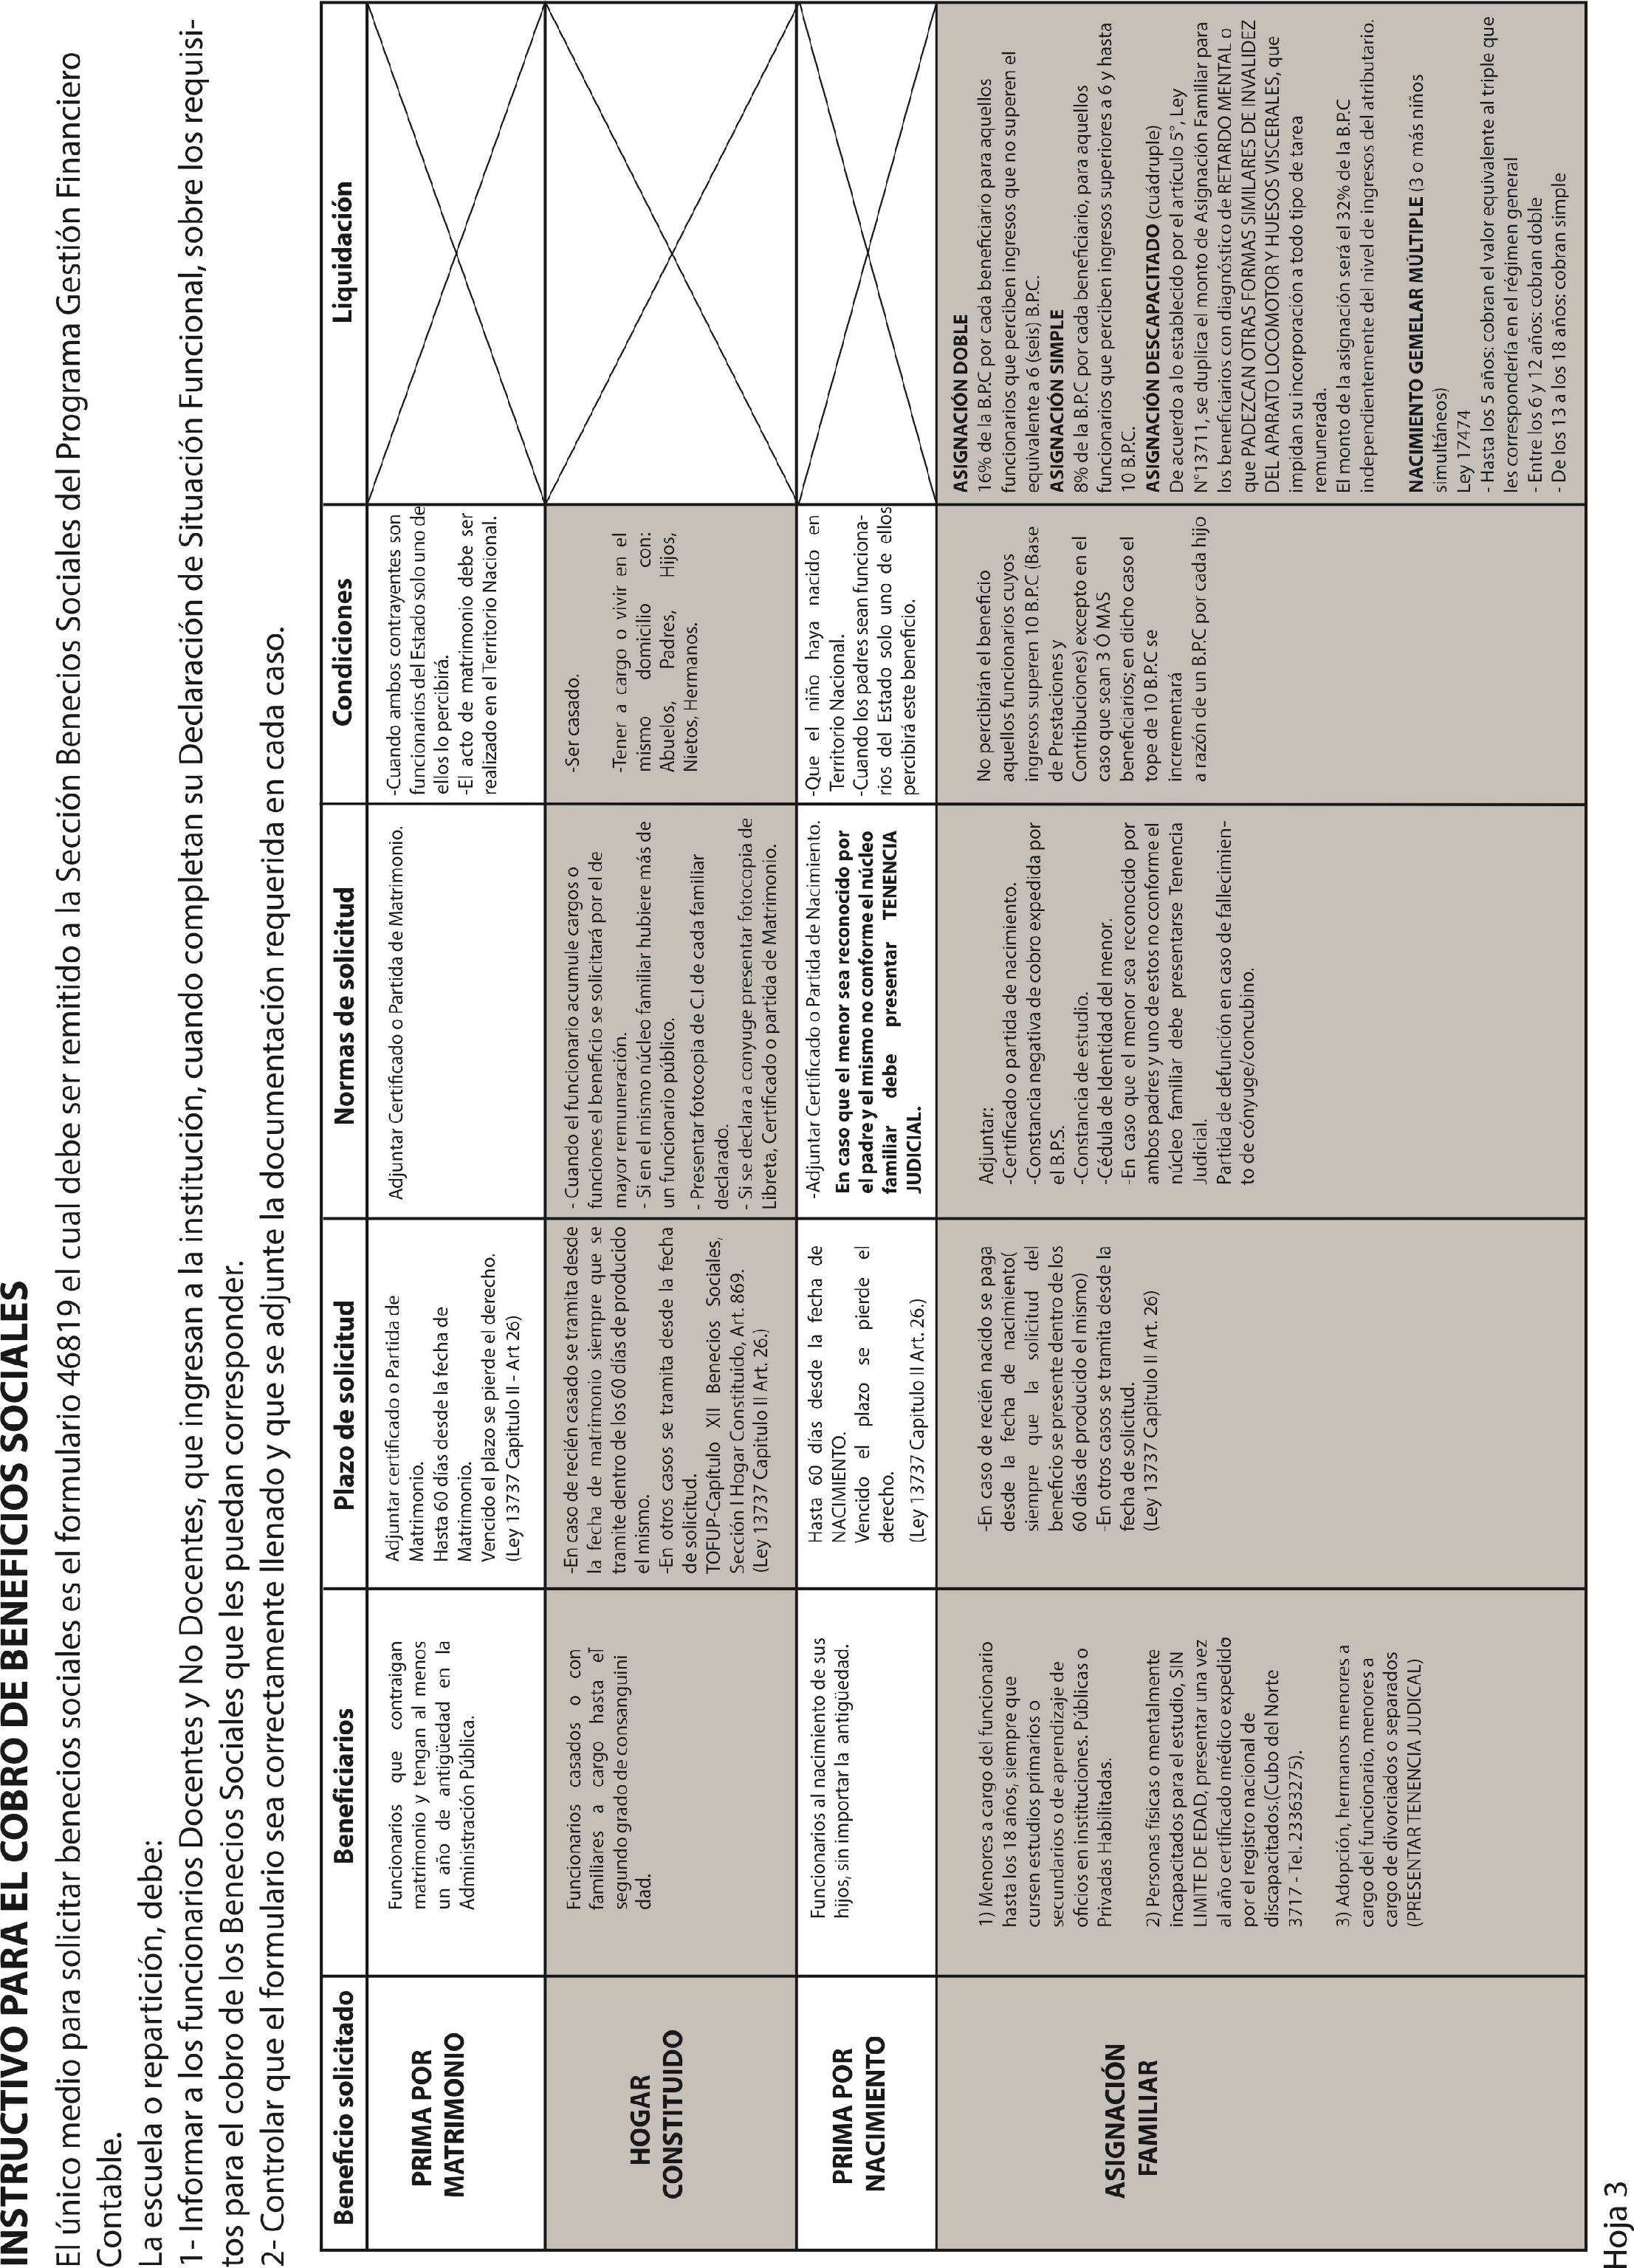 INSTRUCTIVO PARA EL COBRO DE BENEFICIOS SOCIALES
El único medio para solicitar benecios sociales es el formulario 46819 el cual debe ser remitido a la Sección Benecios Sociales del Programa Gestión Financiero
Contable.
La escuela o repartición, debe:
1- Informar a los funcionarios Docentes y No Docentes, que ingresan a la institución, cuando completan su Declaración de Situación Funcional, sobre los requisi-
tos para el cobro de los Benecios Sociales que les puedan corresponder.
2- Controlar que el formulario sea correctamente llenado y que se adjunte la documentación requerida en cada caso.
Beneficio solicitado
Beneficiarios
Plazo de solicitud
Normas de solicitud
Condiciones
Liquidación
PRIMA POR
MATRIMONIO
Funcionarios que contraigan
matrimonio y tengan al menos
un año de antigüedad en la
Administración Pública.
Adjuntar certificado o Partida de
Matrimonio.
Hasta 60 días desde la fecha de
Matrimonio.
Vencido el plazo se pierde el derecho.
(Ley 13737 Capitulo II - Art 26)
Adjuntar Certificado o Partida de Matrimonio.
-Cuando ambos contrayentes son
funcionarios del Estado solo uno de
ellos lo percibirá.
-El acto de matrimonio debe ser
realizado en el Territorio Nacional.
HOGAR
CONSTITUIDO
Funcionarios casados o con
familiares a cargo hasta el
segundo grado de consanguini-
dad.
-En caso de recién casado se tramita desde
la fecha de matrimonio siempre que se
tramite dentro de los 60 días de producido
el mismo.
-En otros casos se tramita desde la fecha
de solicitud.
TOFUP-Capítulo XII Benecios Sociales,
Sección I Hogar Constituido, Art. 869.
(Ley 13737 Capitulo II Art. 26.)
- Cuando el funcionario acumule cargos o
funciones el beneficio se solicitará por el de
mayor remuneración.
- Si en el mismo núcleo familiar hubiere más de
un funcionario público.
- Presentar fotocopia de C.I de cada familiar
declarado.
- Si se declara a conyuge presentar fotocopia de
Libreta, Certificado o partida de Matrimonio.
-Ser casado.
-Tener a cargo o vivir en el
mismo domicilio con:
Abuelos, Padres, Hijos,
Nietos, Hermanos.
PRIMA POR
NACIMIENTO
Funcionarios al nacimiento de sus
hijos, sin importar la antigüedad.
Hasta 60 días desde la fecha de
NACIMIENTO.
Vencido el plazo se pierde el
derecho.
(Ley 13737 Capitulo II Art. 26.)
-Adjuntar Certificado o Partida de Nacimiento.
En caso que el menor sea reconocido por
el padre y el mismo no conforme el núcleo
familiar debe presentar TENENCIA
JUDICIAL.
-Que el niño haya nacido en
Territorio Nacional.
-Cuando los padres sean funciona-
rios del Estado solo uno de ellos
percibirá este beneficio.
ASIGNACIÓN
FAMILIAR
1) Menores a cargo del funcionario
hasta los 18 años, siempre que
cursen estudios primarios o
secundarios o de aprendizaje de
oficios en instituciones. Públicas o
Privadas Habilitadas.
2) Personas físicas o mentalmente
incapacitados para el estudio, SIN
LIMITE DE EDAD, presentar una vez
al año certificado médico expedido
por el registro nacional de
discapacitados.(Cubo del Norte
3717 - Tel. 23363275).
3) Adopción, hermanos menores a
cargo del funcionario, menores a
cargo de divorciados o separados
(PRESENTAR TENENCIA JUDICAL)
-En caso de recién nacido se paga
desde la fecha de nacimiento(
siempre que la solicitud del
beneficio se presente dentro de los
60 días de producido el mismo)
-En otros casos se tramita desde la
fecha de solicitud.
(Ley 13737 Capitulo II Art. 26)
Adjuntar:
-Certificado o partida de nacimiento.
-Constancia negativa de cobro expedida por
el B.P.S.
-Constancia de estudio.
-Cédula de Identidad del menor.
-En caso que el menor sea reconocido por
ambos padres y uno de estos no conforme el
núcleo familiar debe presentarse Tenencia
Judicial.
Partida de defunción en caso de fallecimien-
to de cónyuge/concubino.
No percibirán el beneficio
aquellos funcionarios cuyos
ingresos superen 10 B.P.C (Base
de Prestaciones y
Contribuciones) excepto en el
caso que sean 3 Ó MAS
beneficiarios; en dicho caso el
tope de 10 B.P.C se
incrementará
a razón de un B.P.C por cada hijo
ASIGNACIÓN DOBLE
16% de la B.P.C por cada beneficiario para aquellos
funcionarios que perciben ingresos que no superen el
equivalente a 6 (seis) B.P.C.
ASIGNACIÓN SIMPLE
8% de la B.P.C por cada beneficiario, para aquellos
funcionarios que perciben ingresos superiores a 6 y hasta
10 B.P.C.
ASIGNACIÓN DESCAPACITADO (cuádruple)
De acuerdo a lo establecido por el artículo 5°, Ley
N°13711, se duplica el monto de Asignación Familiar para
los beneficiarios con diagnóstico de RETARDO MENTAL o
que PADEZCAN OTRAS FORMAS SIMILARES DE INVALIDEZ
DEL APARATO LOCOMOTOR Y HUESOS VISCERALES, que
impidan su incorporación a todo tipo de tarea
remunerada.
El monto de la asignación será el 32% de la B.P.C
independientemente del nivel de ingresos del atributario.
NACIMIENTO GEMELAR MÚLTIPLE (3 o más niños
simultáneos)
Ley 17474
- Hasta los 5 años: cobran el valor equivalente al triple que
les correspondería en el régimen general
- Entre los 6 y 12 años: cobran doble
- De los 13 a los 18 años: cobran simple
Hoja 3